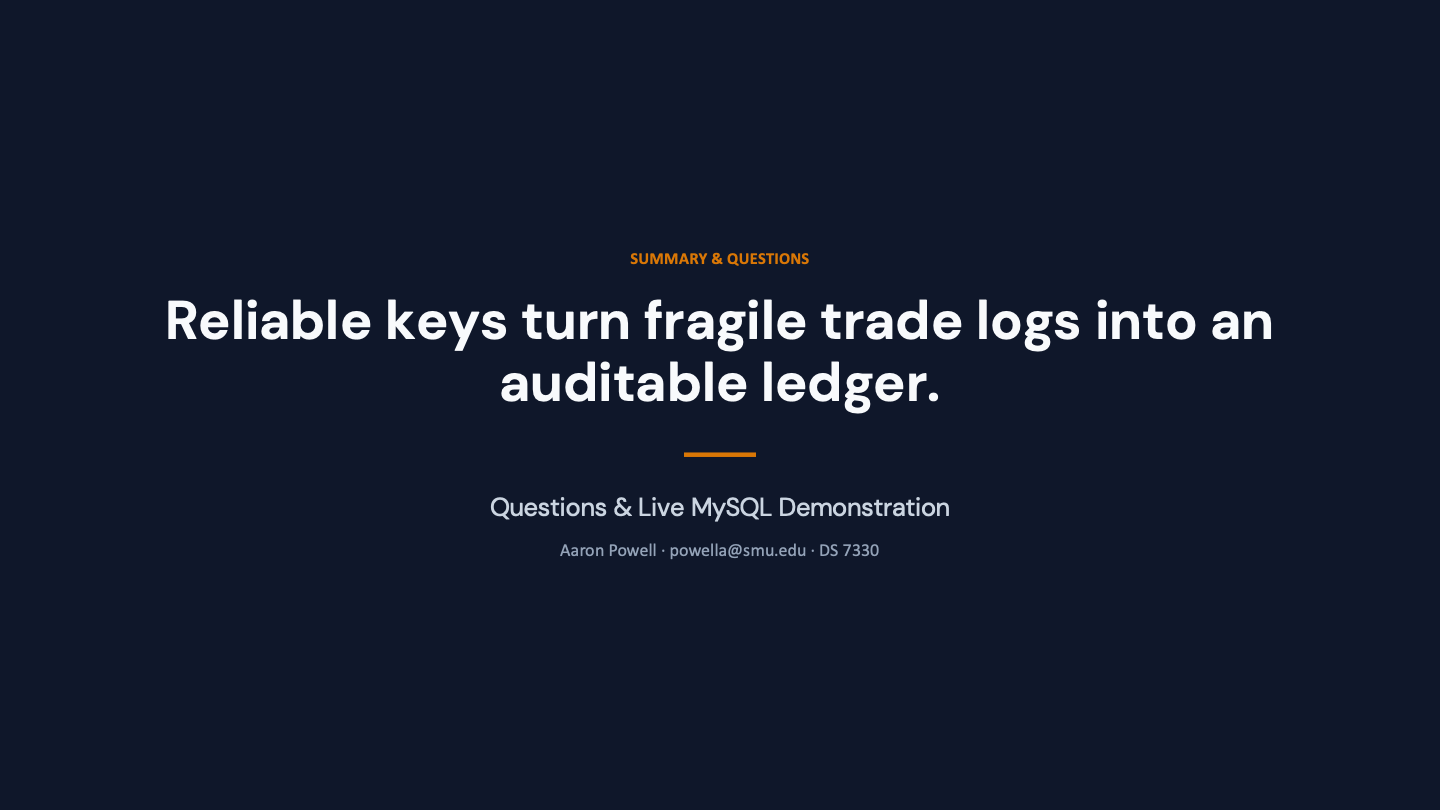 SUMMARY & QUESTIONS
Reliable keys turn fragile trade logs into an
auditable ledger.
Questions & Live MySQL Demonstration
Aaron Powell · powella@smu.edu · DS 7330